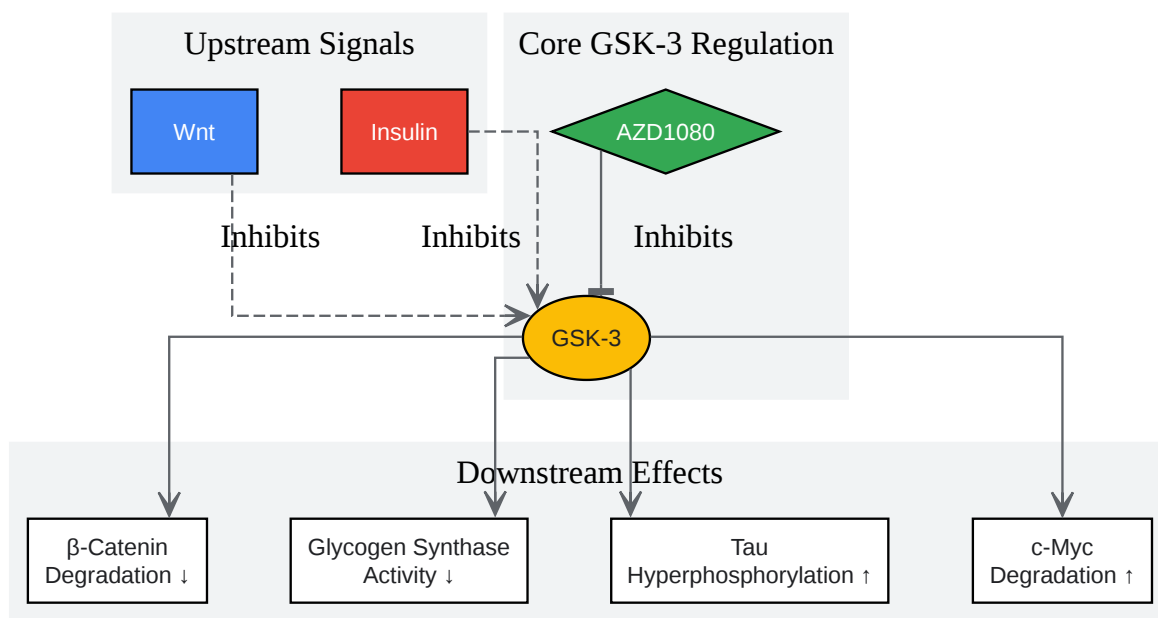 Upstream Signals
Core GSK-3 Regulation
Wnt
Insulin
AZD1080
Inhibits
Inhibits
Inhibits
GSK-3
Downstream Effects
β-Catenin
Degradation ↓
Glycogen Synthase
Activity ↓
Tau
Hyperphosphorylation ↑
c-Myc
Degradation ↑